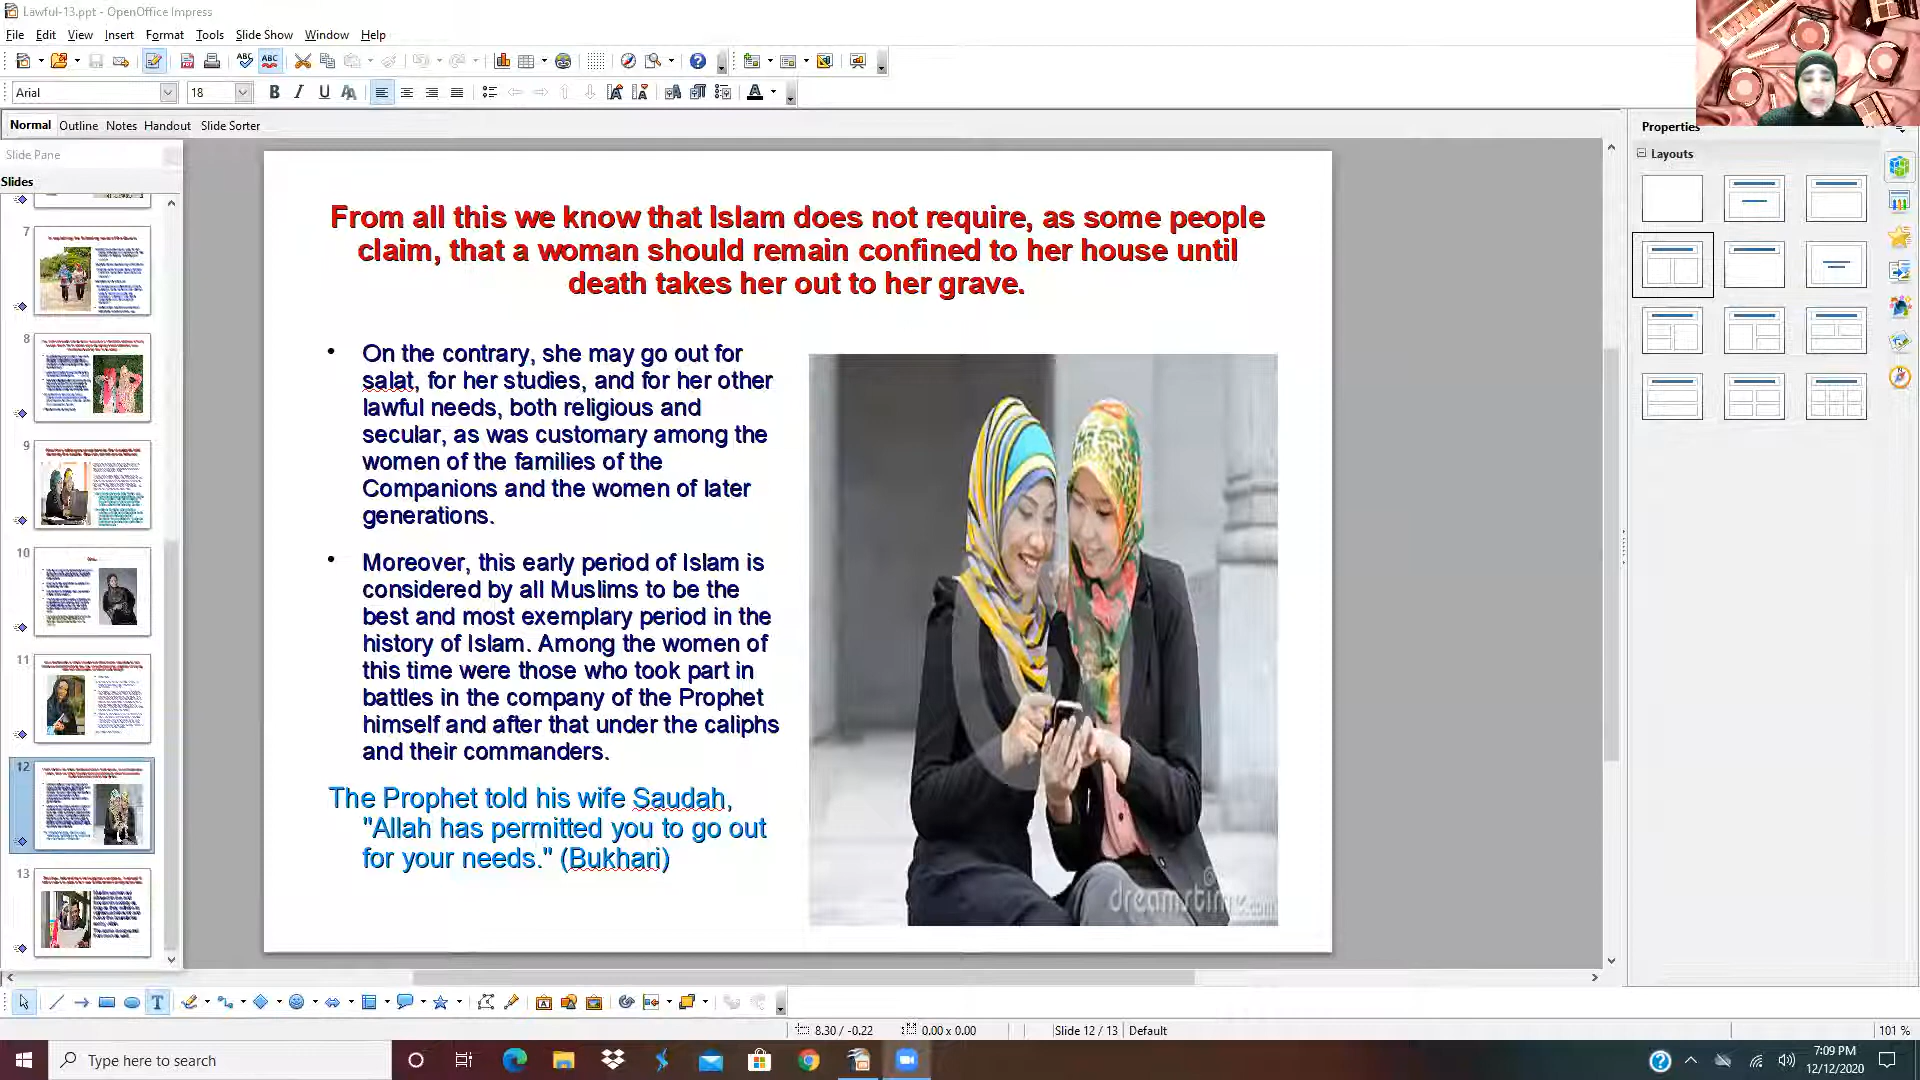 Lawful-13.ppt - OpenOffice Impress
File Edit View Insert Format Tools Slide Show Window Help
Arial 18
Normal Outline Notes Handout Slide Sorter
Properties
Slide Pane
Layouts
Slides
From all this we know that Islam does not require, as some people
claim, that a woman should remain confined to her house until
death takes her out to her grave.
• On the contrary, she may go out for
salat, for her studies, and for her other
lawful needs, both religious and
secular, as was customary among the
women of the families of the
Companions and the women of later
generations.
• Moreover, this early period of Islam is
considered by all Muslims to be the
best and most exemplary period in the
history of Islam. Among the women of
this time were those who took part in
battles in the company of the Prophet
himself and after that under the caliphs
and their commanders.
The Prophet told his wife Saudah,
"Allah has permitted you to go out
for your needs." (Bukhari)
dreamstime.com
7
8
9
10
11
12
13
8.30 / -0.22 0.00 x 0.00 Slide 12 / 13 Default 101 %
Type here to search
7:09 PM
12/12/2020